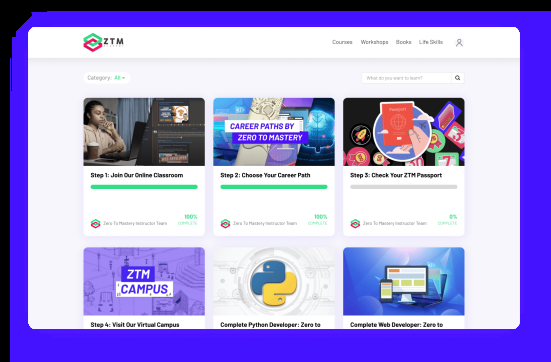 ZTM
Courses Workshops Books Life Skills
Category: All
What do you want to learn?
CAREER PATHS BY
ZERO TO MASTERY
Passport
Step 1: Join Our Online Classroom
Step 2: Choose Your Career Path
Step 3: Check Your ZTM Passport
100%
COMPLETE
Zero To Mastery Instructor Team
100%
COMPLETE
Zero To Mastery Instructor Team
0%
COMPLETE
Zero To Mastery Instructor Team
ZTM
CAMPUS
Step 4: Visit Our Virtual Campus
Complete Python Developer: Zero to
Complete Web Developer: Zero to